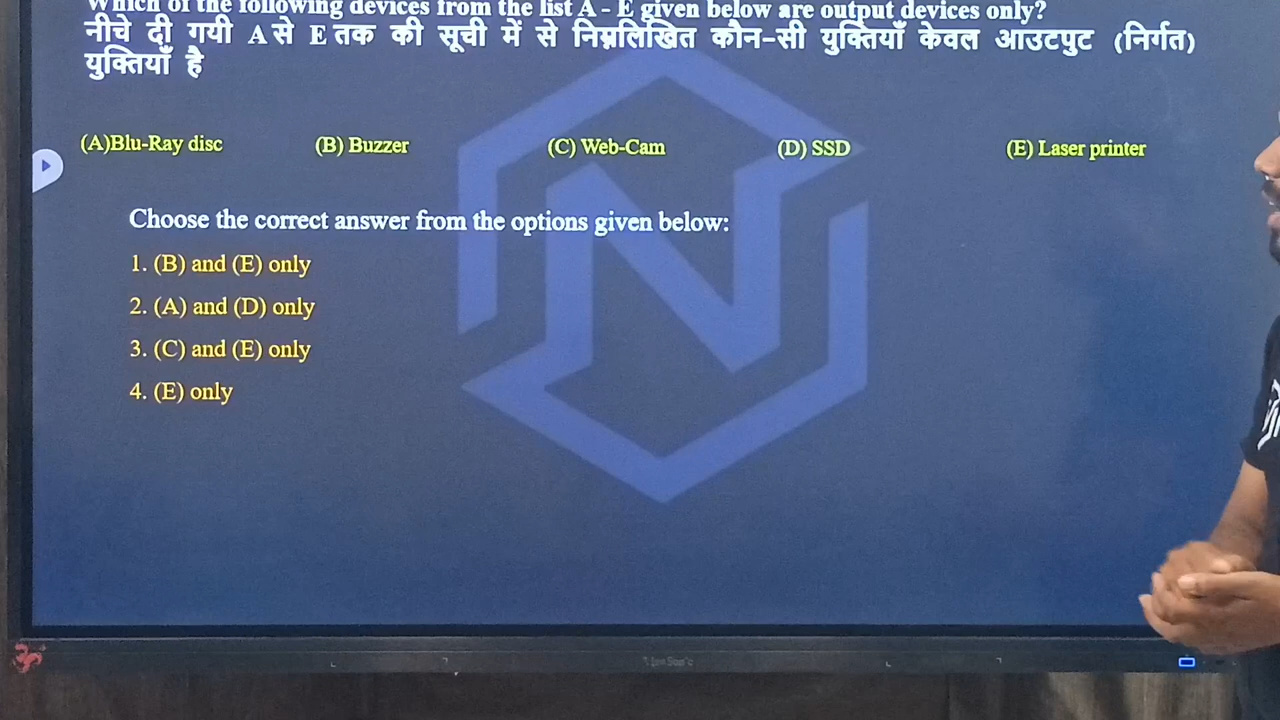 Which of the following devices from the list A - E given below are output devices only?
नीचे दी गयी A से E तक की सूची में से निम्नलिखित कौन-सी युक्तियाँ केवल आउटपुट (निर्गत)
युक्तियाँ है
(A)Blu-Ray disc (B) Buzzer (C) Web-Cam (D) SSD (E) Laser printer
Choose the correct answer from the options given below:
1. (B) and (E) only
2. (A) and (D) only
3. (C) and (E) only
4. (E) only